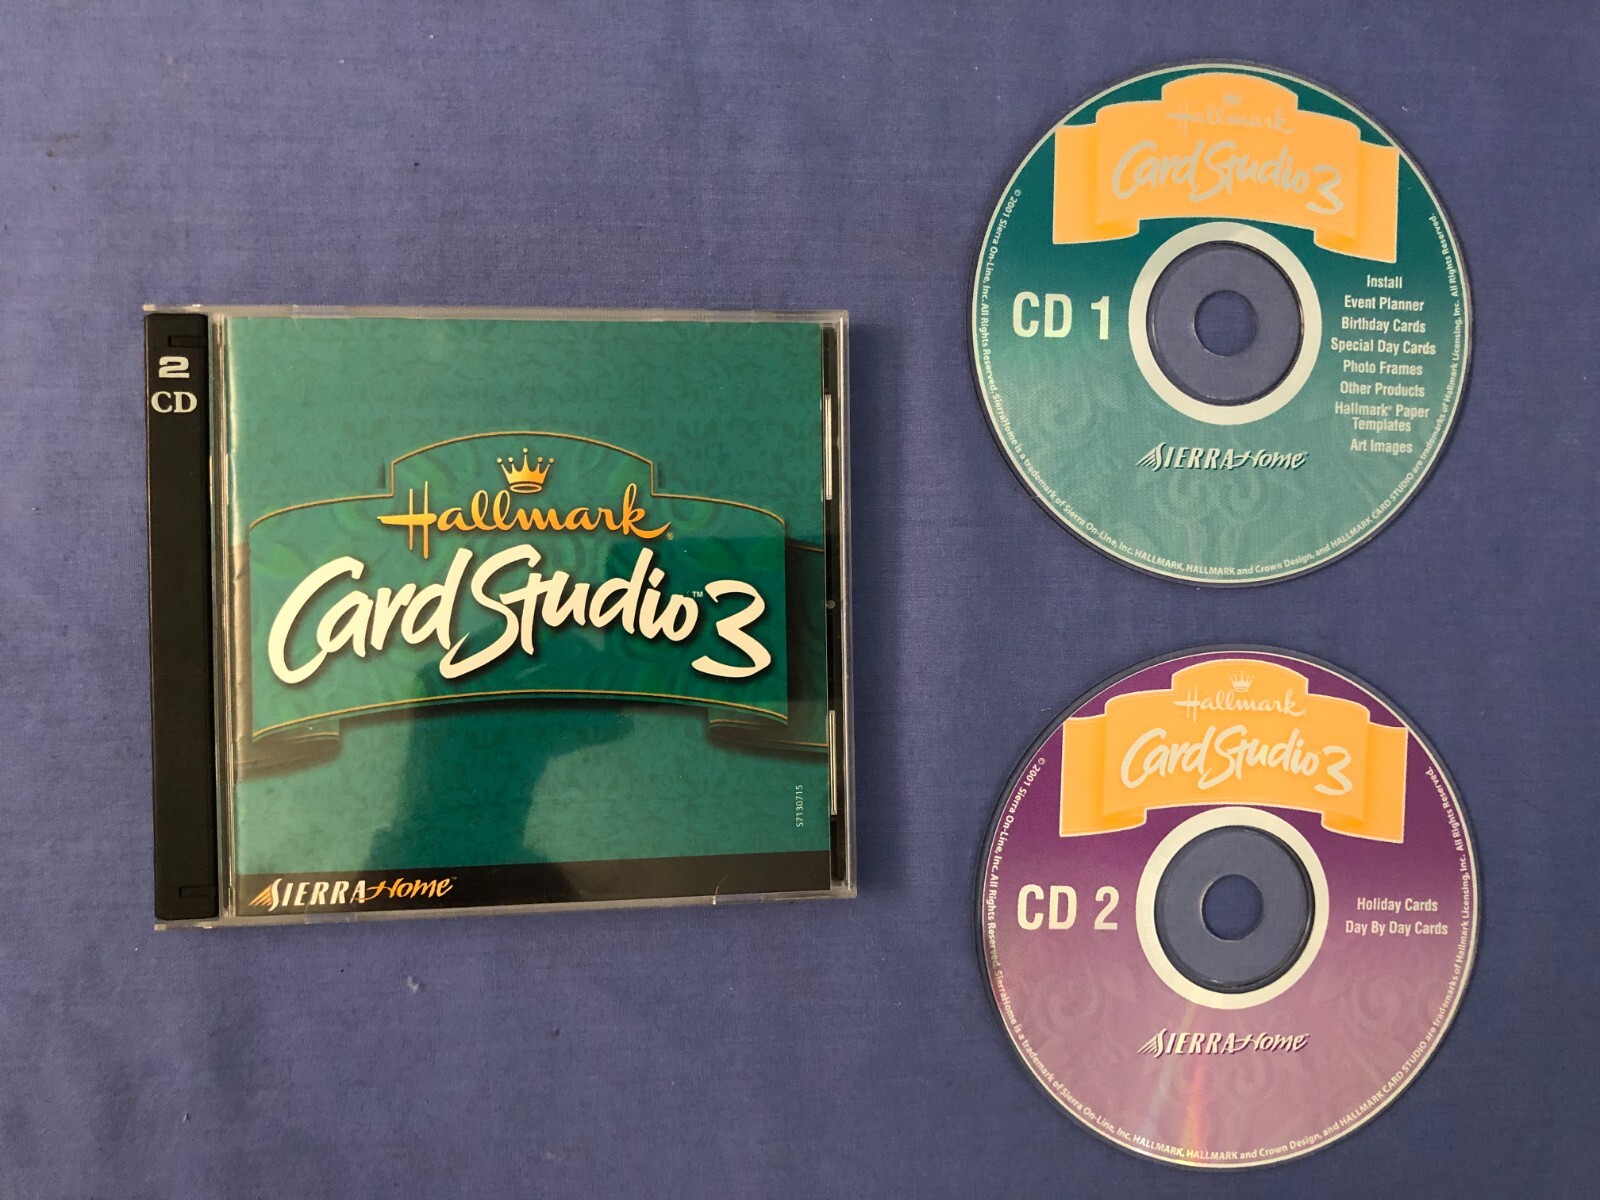 2
CD
Hallmark®
Card Studio™ 3
S7130715
SIERRA Home™
Hallmark
Card Studio 3
CD 1
Install
Event Planner
Birthday Cards
Special Day Cards
Photo Frames
Other Products
Hallmark® Paper
Templates
Art Images
SIERRA Home™
© 2001 Sierra On-Line, Inc. All Rights Reserved. SierraHome is a trademark of Sierra On-Line, Inc. HALLMARK, HALLMARK and Crown Design, and HALLMARK CARD STUDIO are trademarks of Hallmark Licensing, Inc. All Rights Reserved.
Hallmark
Card Studio 3
CD 2
Holiday Cards
Day By Day Cards
SIERRA Home™
© 2001 Sierra On-Line, Inc. All Rights Reserved. SierraHome is a trademark of Sierra On-Line, Inc. HALLMARK, HALLMARK and Crown Design, and HALLMARK CARD STUDIO are trademarks of Hallmark Licensing, Inc. All Rights Reserved.